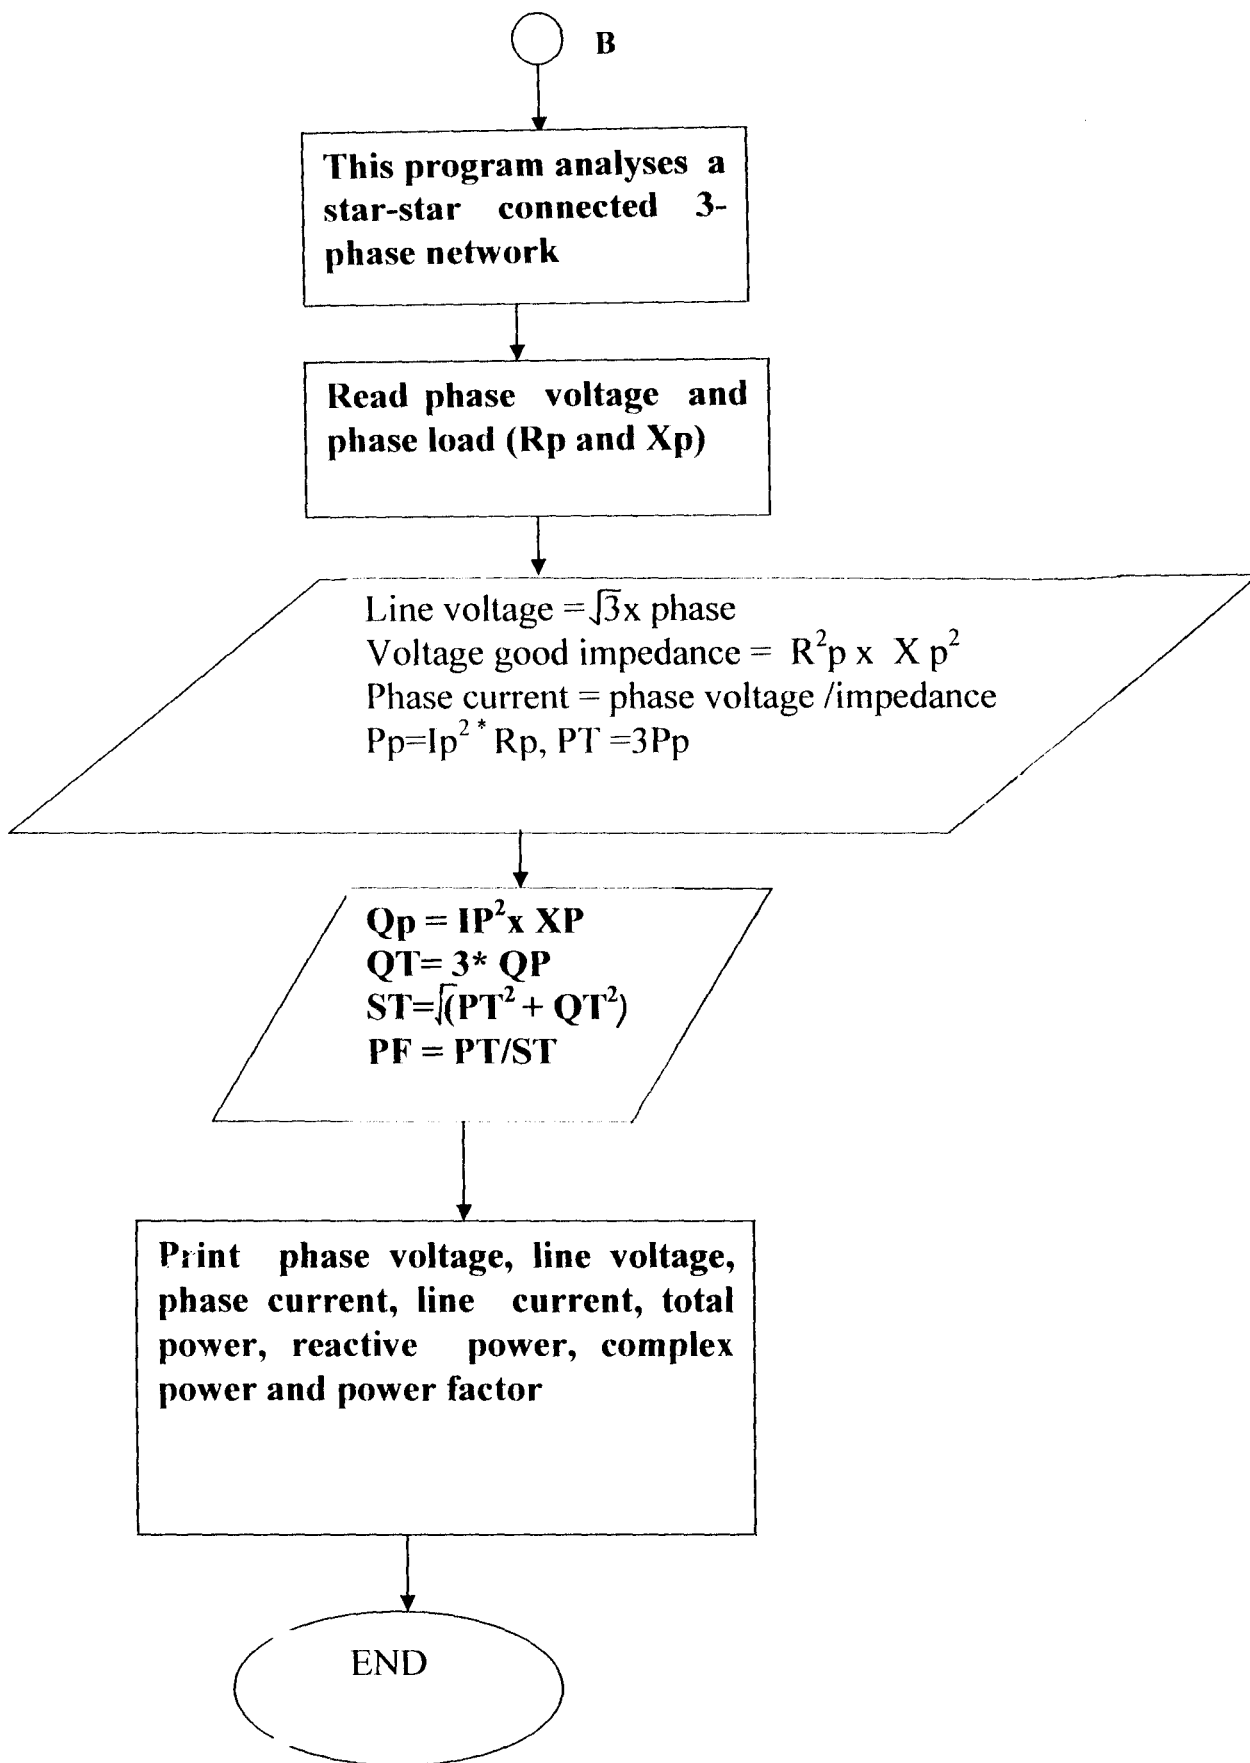 B
This program analyses a
star-star connected 3-
phase network
Read phase voltage and
phase load (Rp and Xp)
Line voltage =√3x phase
Voltage good impedance = R²p x X p²
Phase current = phase voltage /impedance
Pp=Ip² * Rp, PT =3Pp
Qp = IP²x XP
QT= 3* QP
ST=√(PT² + QT²)
PF = PT/ST
Print phase voltage, line voltage,
phase current, line current, total
power, reactive power, complex
power and power factor
END